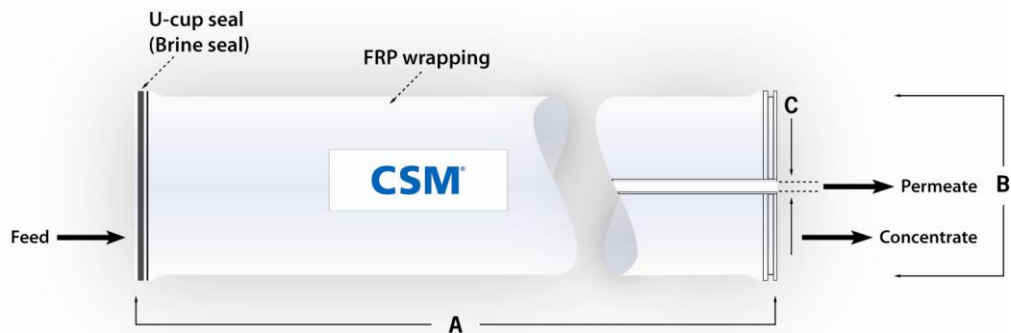 U-cup seal
(Brine seal)
FRP wrapping
C
CSM®
Permeate
B
Feed
Concentrate
A